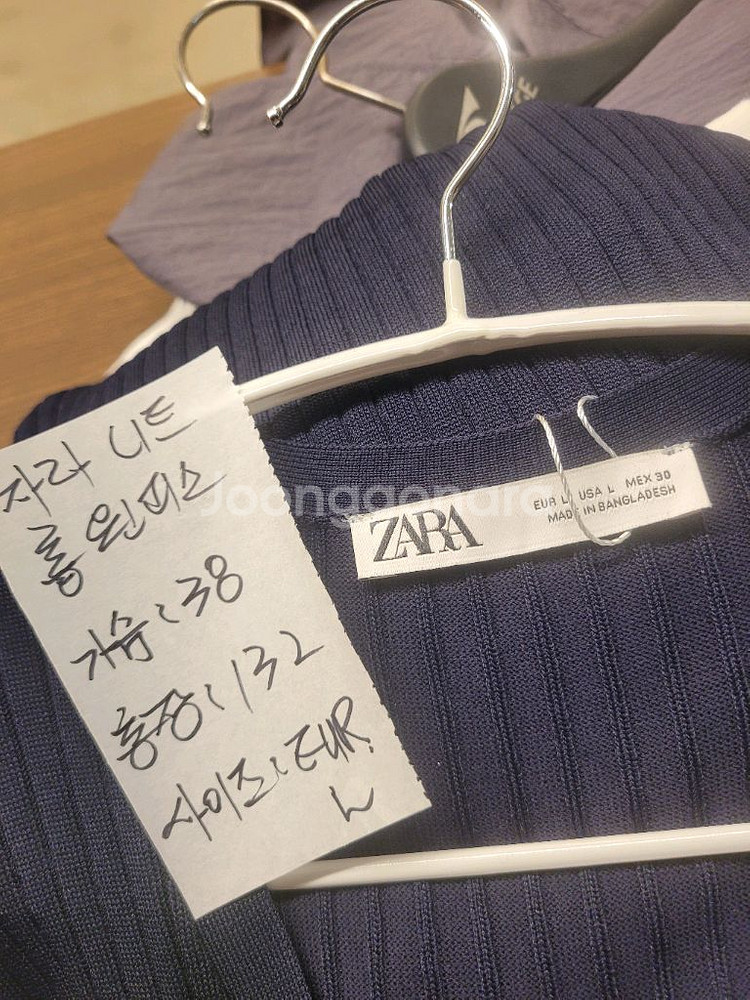 자라 니트
롱 원피스
가슴: 38
총장: 132
사이즈: EUR.
L
ZARA
EUR L USA L MEX 30
MADE IN BANGLADESH
Joonggonara